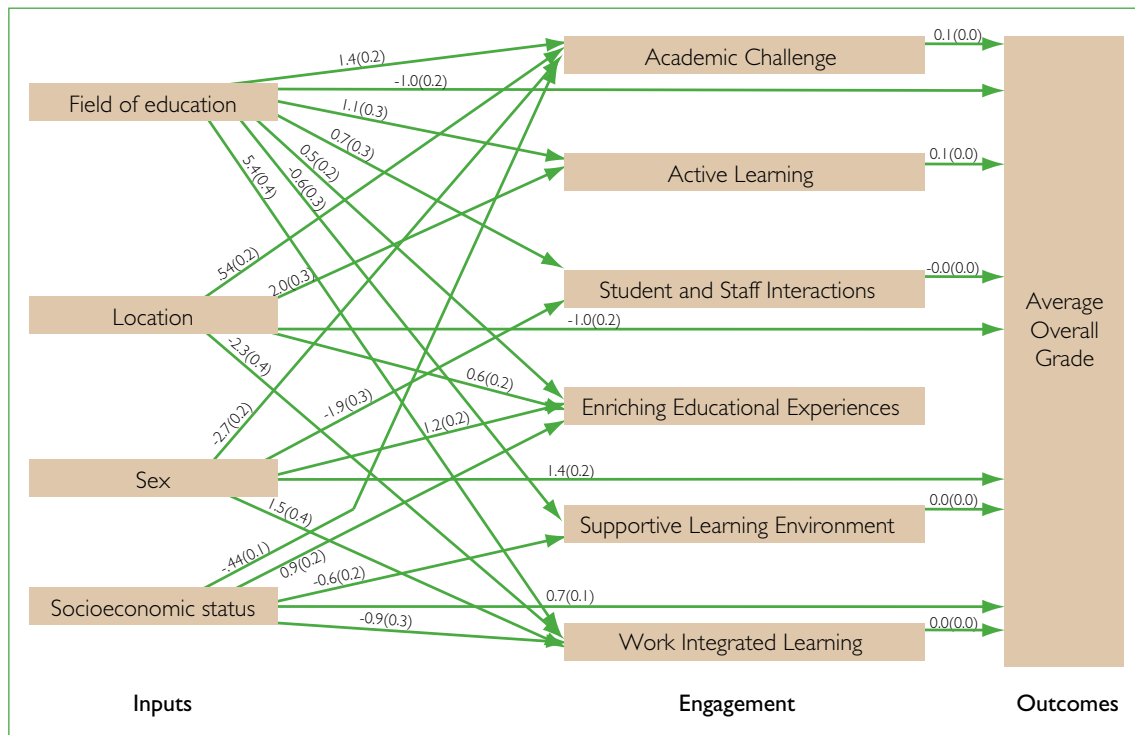 0.1(0.0)
1.4(0.2)
Academic Challenge
-1.0(0.2)
Field of education
1.1(0.3)
0.7(0.3)
0.5(0.2)
-0.6(0.3)
5.4(0.4)
0.1(0.0)
Active Learning
.54(0.2)
2.0(0.3)
-0.0(0.0)
Student and Staff Interactions
Location
-1.0(0.2)
Average
Overall
Grade
-2.3(0.4)
0.6(0.2)
-2.7(0.2)
-1.9(0.3)
1.2(0.2)
Enriching Educational Experiences
Sex
1.4(0.2)
1.5(0.4)
0.0(0.0)
Supportive Learning Environment
-.44(0.1)
0.9(0.2)
-0.6(0.2)
Socioeconomic status
0.7(0.1)
-0.9(0.3)
0.0(0.0)
Work Integrated Learning
Inputs
Engagement
Outcomes